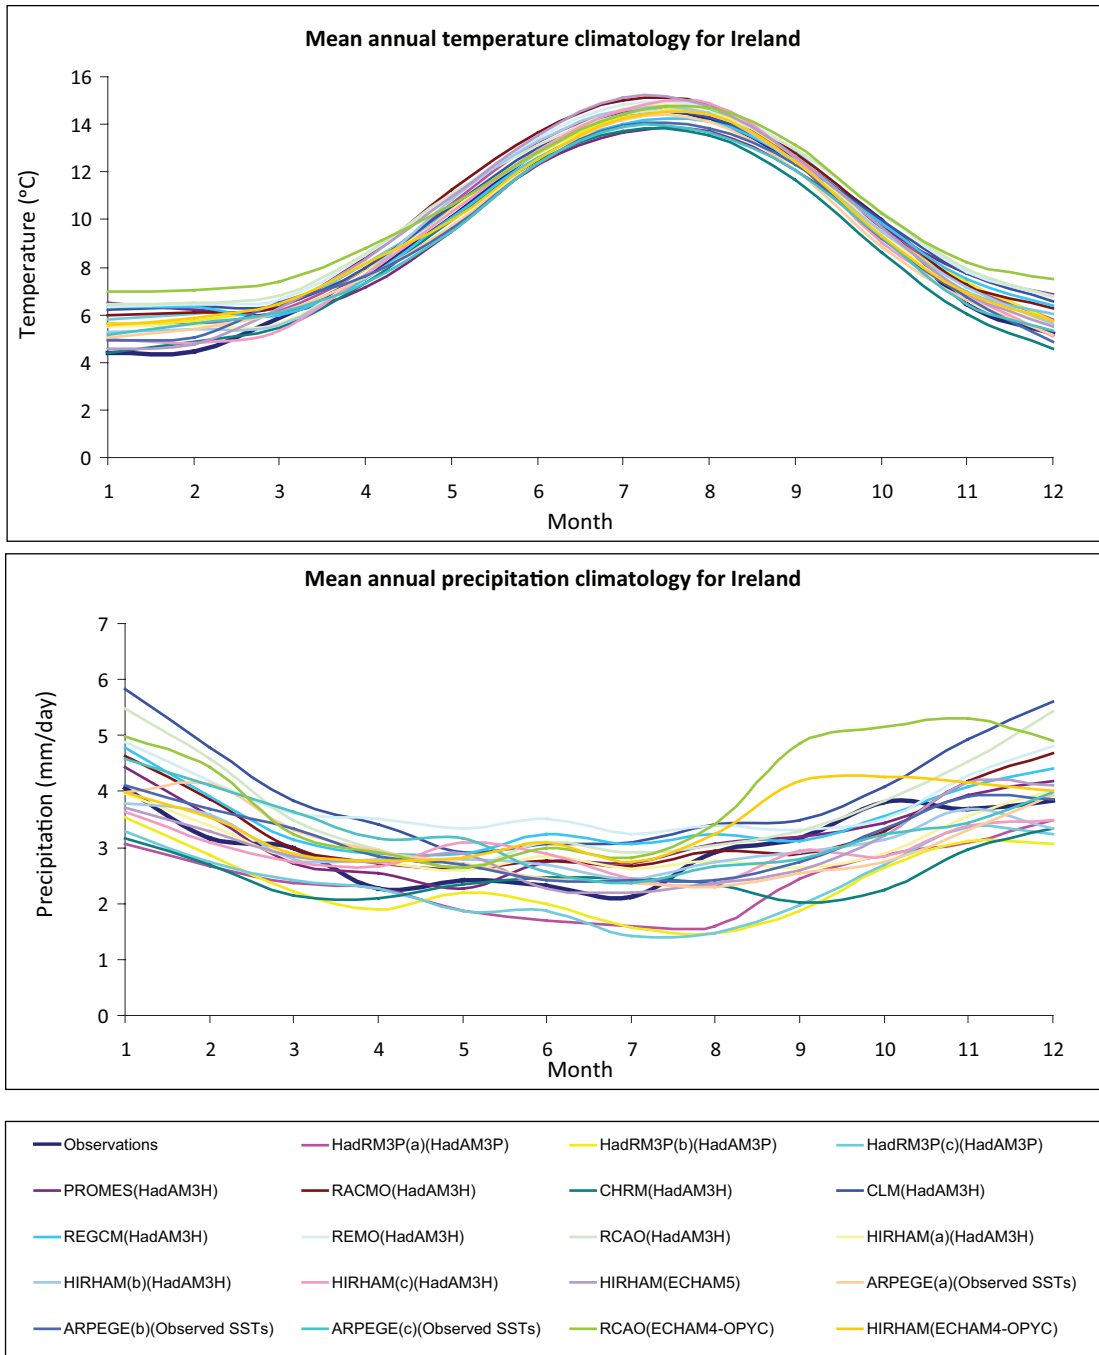 Mean annual temperature climatology for Ireland
Temperature (°C)
16
14
12
10
8
6
4
2
0
1 2 3 4 5 6 7 8 9 10 11 12
Month
Mean annual precipitation climatology for Ireland
Precipitation (mm/day)
7
6
5
4
3
2
1
0
1 2 3 4 5 6 7 8 9 10 11 12
Month
Observations HadRM3P(a)(HadAM3P) HadRM3P(b)(HadAM3P) HadRM3P(c)(HadAM3P)
PROMES(HadAM3H) RACMO(HadAM3H) CHRM(HadAM3H) CLM(HadAM3H)
REGCM(HadAM3H) REMO(HadAM3H) RCAO(HadAM3H) HIRHAM(a)(HadAM3H)
HIRHAM(b)(HadAM3H) HIRHAM(c)(HadAM3H) HIRHAM(ECHAM5) ARPEGE(a)(Observed SSTs)
ARPEGE(b)(Observed SSTs) ARPEGE(c)(Observed SSTs) RCAO(ECHAM4-OPYC) HIRHAM(ECHAM4-OPYC)